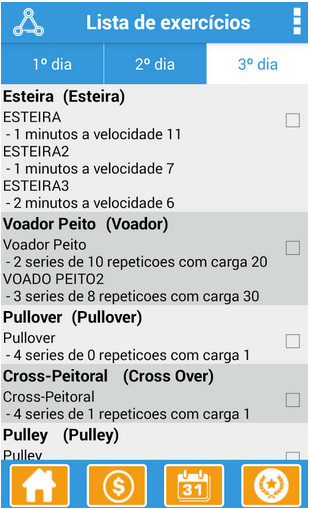 Lista de exercícios
1º dia 2º dia 3º dia
Esteira (Esteira)
ESTEIRA
- 1 minutos a velocidade 11
ESTEIRA2
- 1 minutos a velocidade 7
ESTEIRA3
- 2 minutos a velocidade 6
Voador Peito (Voador)
Voador Peito
- 2 series de 10 repeticoes com carga 20
VOADO PEITO2
- 3 series de 8 repeticoes com carga 30
Pullover (Pullover)
Pullover
- 4 series de 0 repeticoes com carga 1
Cross-Peitoral (Cross Over)
Cross-Peitoral
- 4 series de 1 repeticoes com carga 1
Pulley (Pulley)
Pulley
$ 31